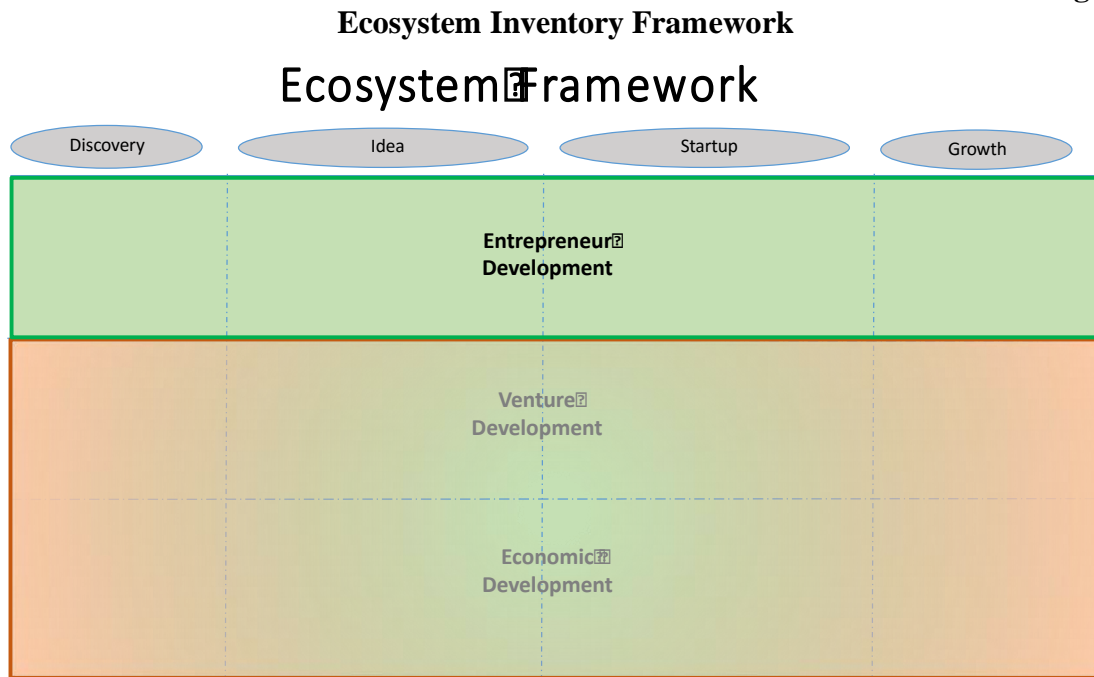 Ecosystem Inventory Framework
Ecosystem⍰Framework
Discovery
Idea
Startup
Growth
Entrepreneur⍰
Development
Venture⍰
Development
Economic⍰
Development